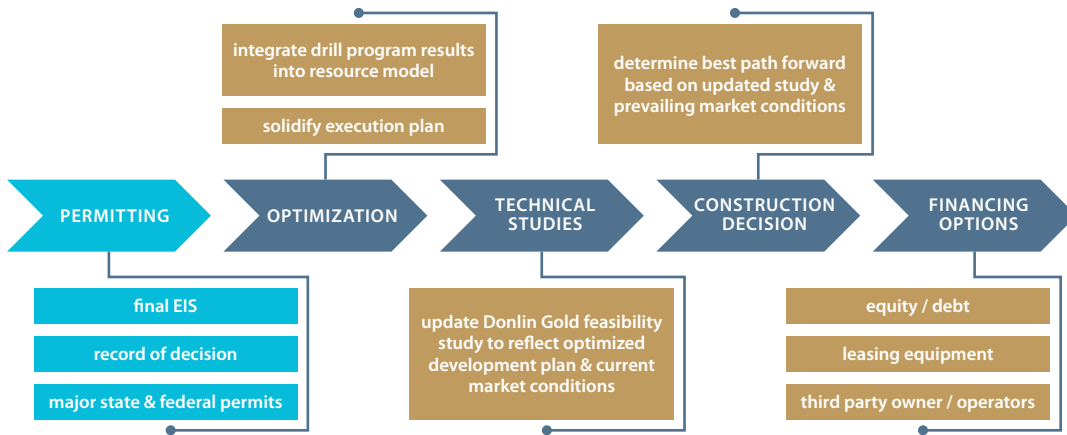 integrate drill program results
into resource model
solidify execution plan
determine best path forward
based on updated study &
prevailing market conditions
PERMITTING
OPTIMIZATION
TECHNICAL
STUDIES
CONSTRUCTION
DECISION
FINANCING
OPTIONS
final EIS
record of decision
major state & federal permits
update Donlin Gold feasibility
study to reflect optimized
development plan & current
market conditions
equity / debt
leasing equipment
third party owner / operators